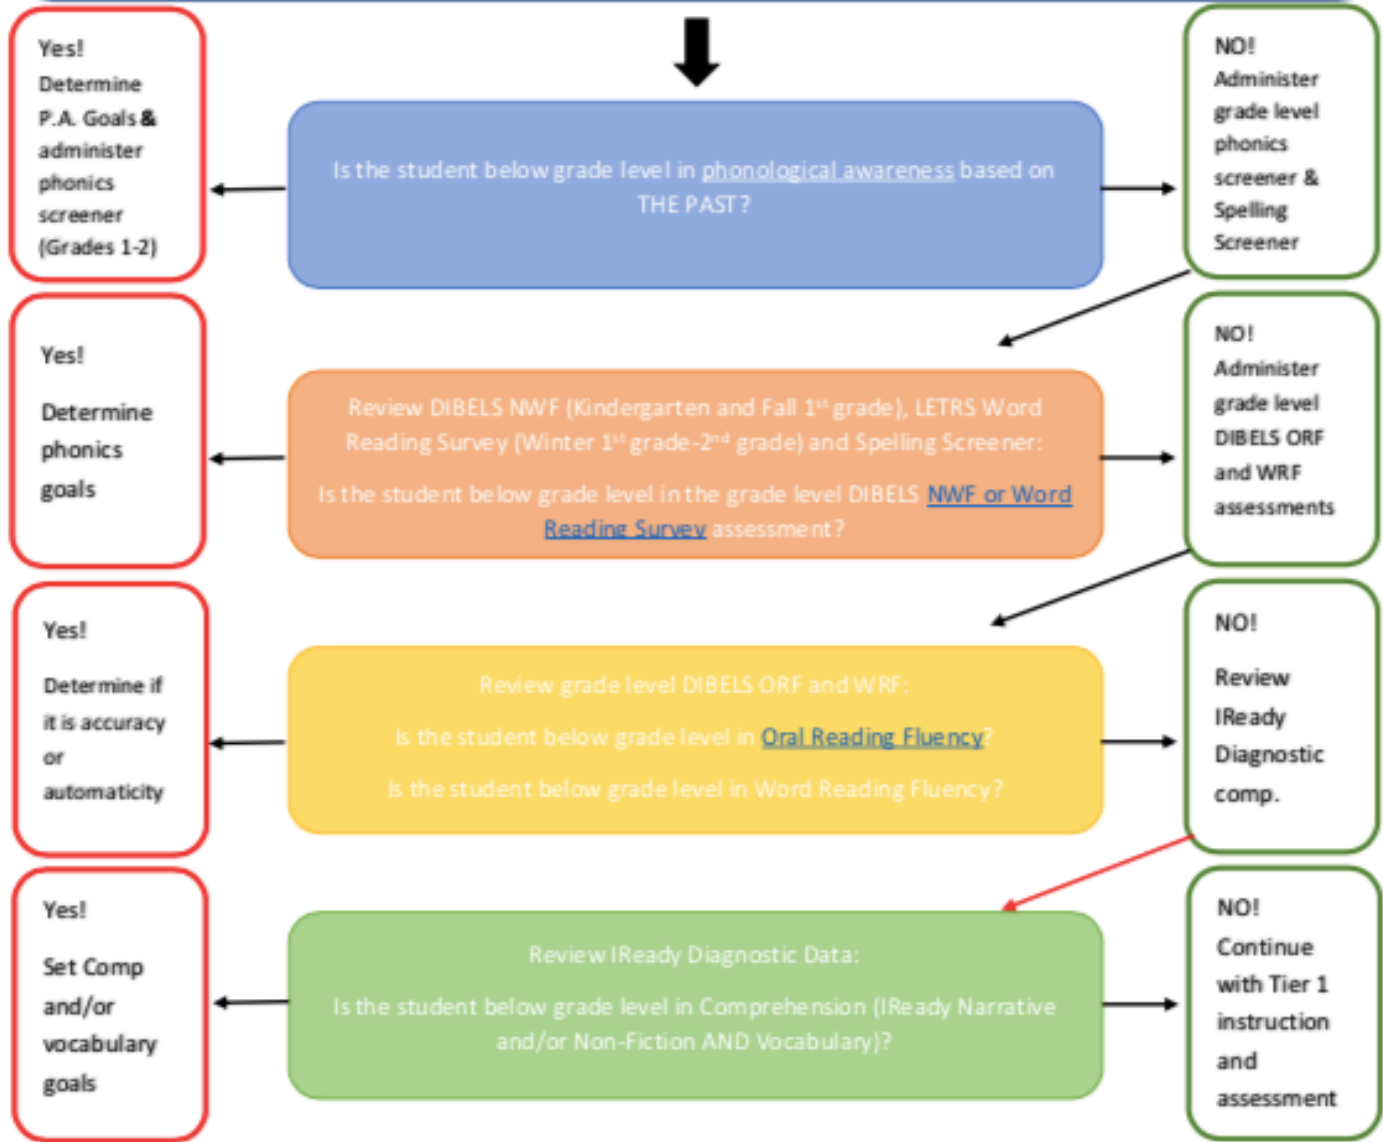 Yes!
Determine
P.A. Goals &
administer
phonics
screener
(Grades 1-2)
Is the student below grade level in phonological awareness based on
THE PAST?
NO!
Administer
grade level
phonics
screener &
Spelling
Screener
Yes!
Determine
phonics
goals
Review DIBELS NWF (Kindergarten and Fall 1st grade), LETRS Word
Reading Survey (Winter 1st grade-2nd grade) and Spelling Screener:
Is the student below grade level in the grade level DIBELS NWF or Word
Reading Survey assessment?
NO!
Administer
grade level
DIBELS ORF
and WRF
assessments
Yes!
Determine if
it is accuracy
or
automaticity
Review grade level DIBELS ORF and WRF:
Is the student below grade level in Oral Reading Fluency?
Is the student below grade level in Word Reading Fluency?
NO!
Review
IReady
Diagnostic
comp.
Yes!
Set Comp
and/or
vocabulary
goals
Review IReady Diagnostic Data:
Is the student below grade level in Comprehension (IReady Narrative
and/or Non-Fiction AND Vocabulary)?
NO!
Continue
with Tier 1
instruction
and
assessment